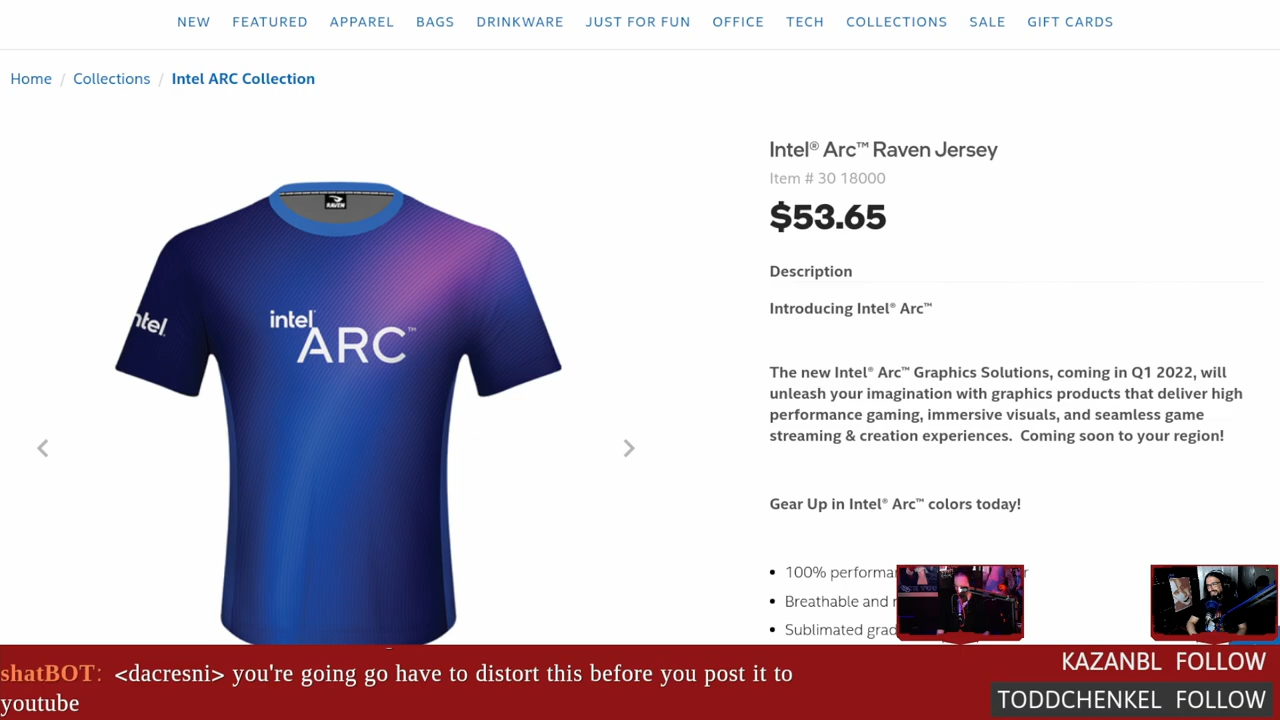 NEW FEATURED APPAREL BAGS DRINKWARE JUST FOR FUN OFFICE TECH COLLECTIONS SALE GIFT CARDS
Home / Collections / Intel ARC Collection
Intel® Arc™ Raven Jersey
Item # 30 18000
$53.65
Description
Introducing Intel® Arc™
The new Intel® Arc™ Graphics Solutions, coming in Q1 2022, will
unleash your imagination with graphics products that deliver high
performance gaming, immersive visuals, and seamless game
streaming & creation experiences. Coming soon to your region!
Gear Up in Intel® Arc™ colors today!
• 100% performa
• Breathable and
• Sublimated grad
RAVEN
intel
ARC™
ntel.
shatBOT: <dacresni> you're going go have to distort this before you post it to
youtube
KAZANBL FOLLOW
TODDCHENKEL FOLLOW